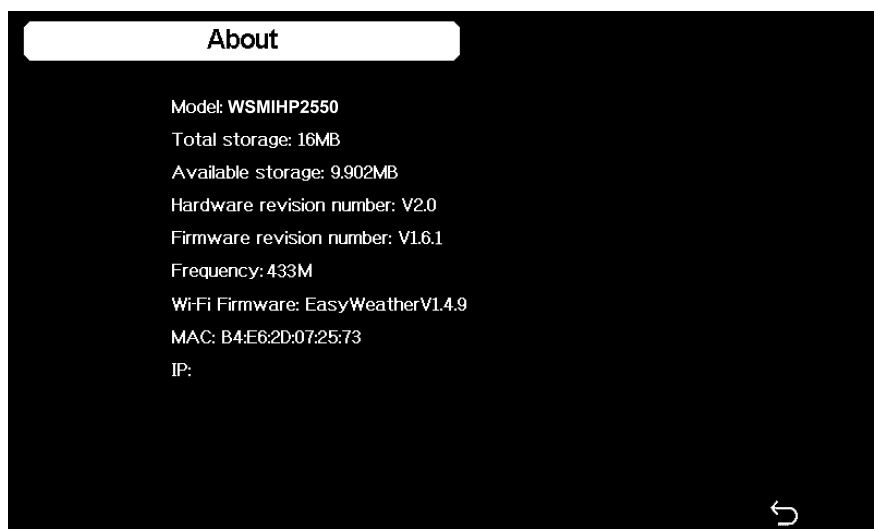 About
Model: WSMIHP2550
Total storage: 16MB
Available storage: 9.902MB
Hardware revision number: V2.0
Firmware revision number: V1.6.1
Frequency: 433M
Wi-Fi Firmware: EasyWeatherV1.4.9
MAC: B4:E6:2D:07:25:73
IP: